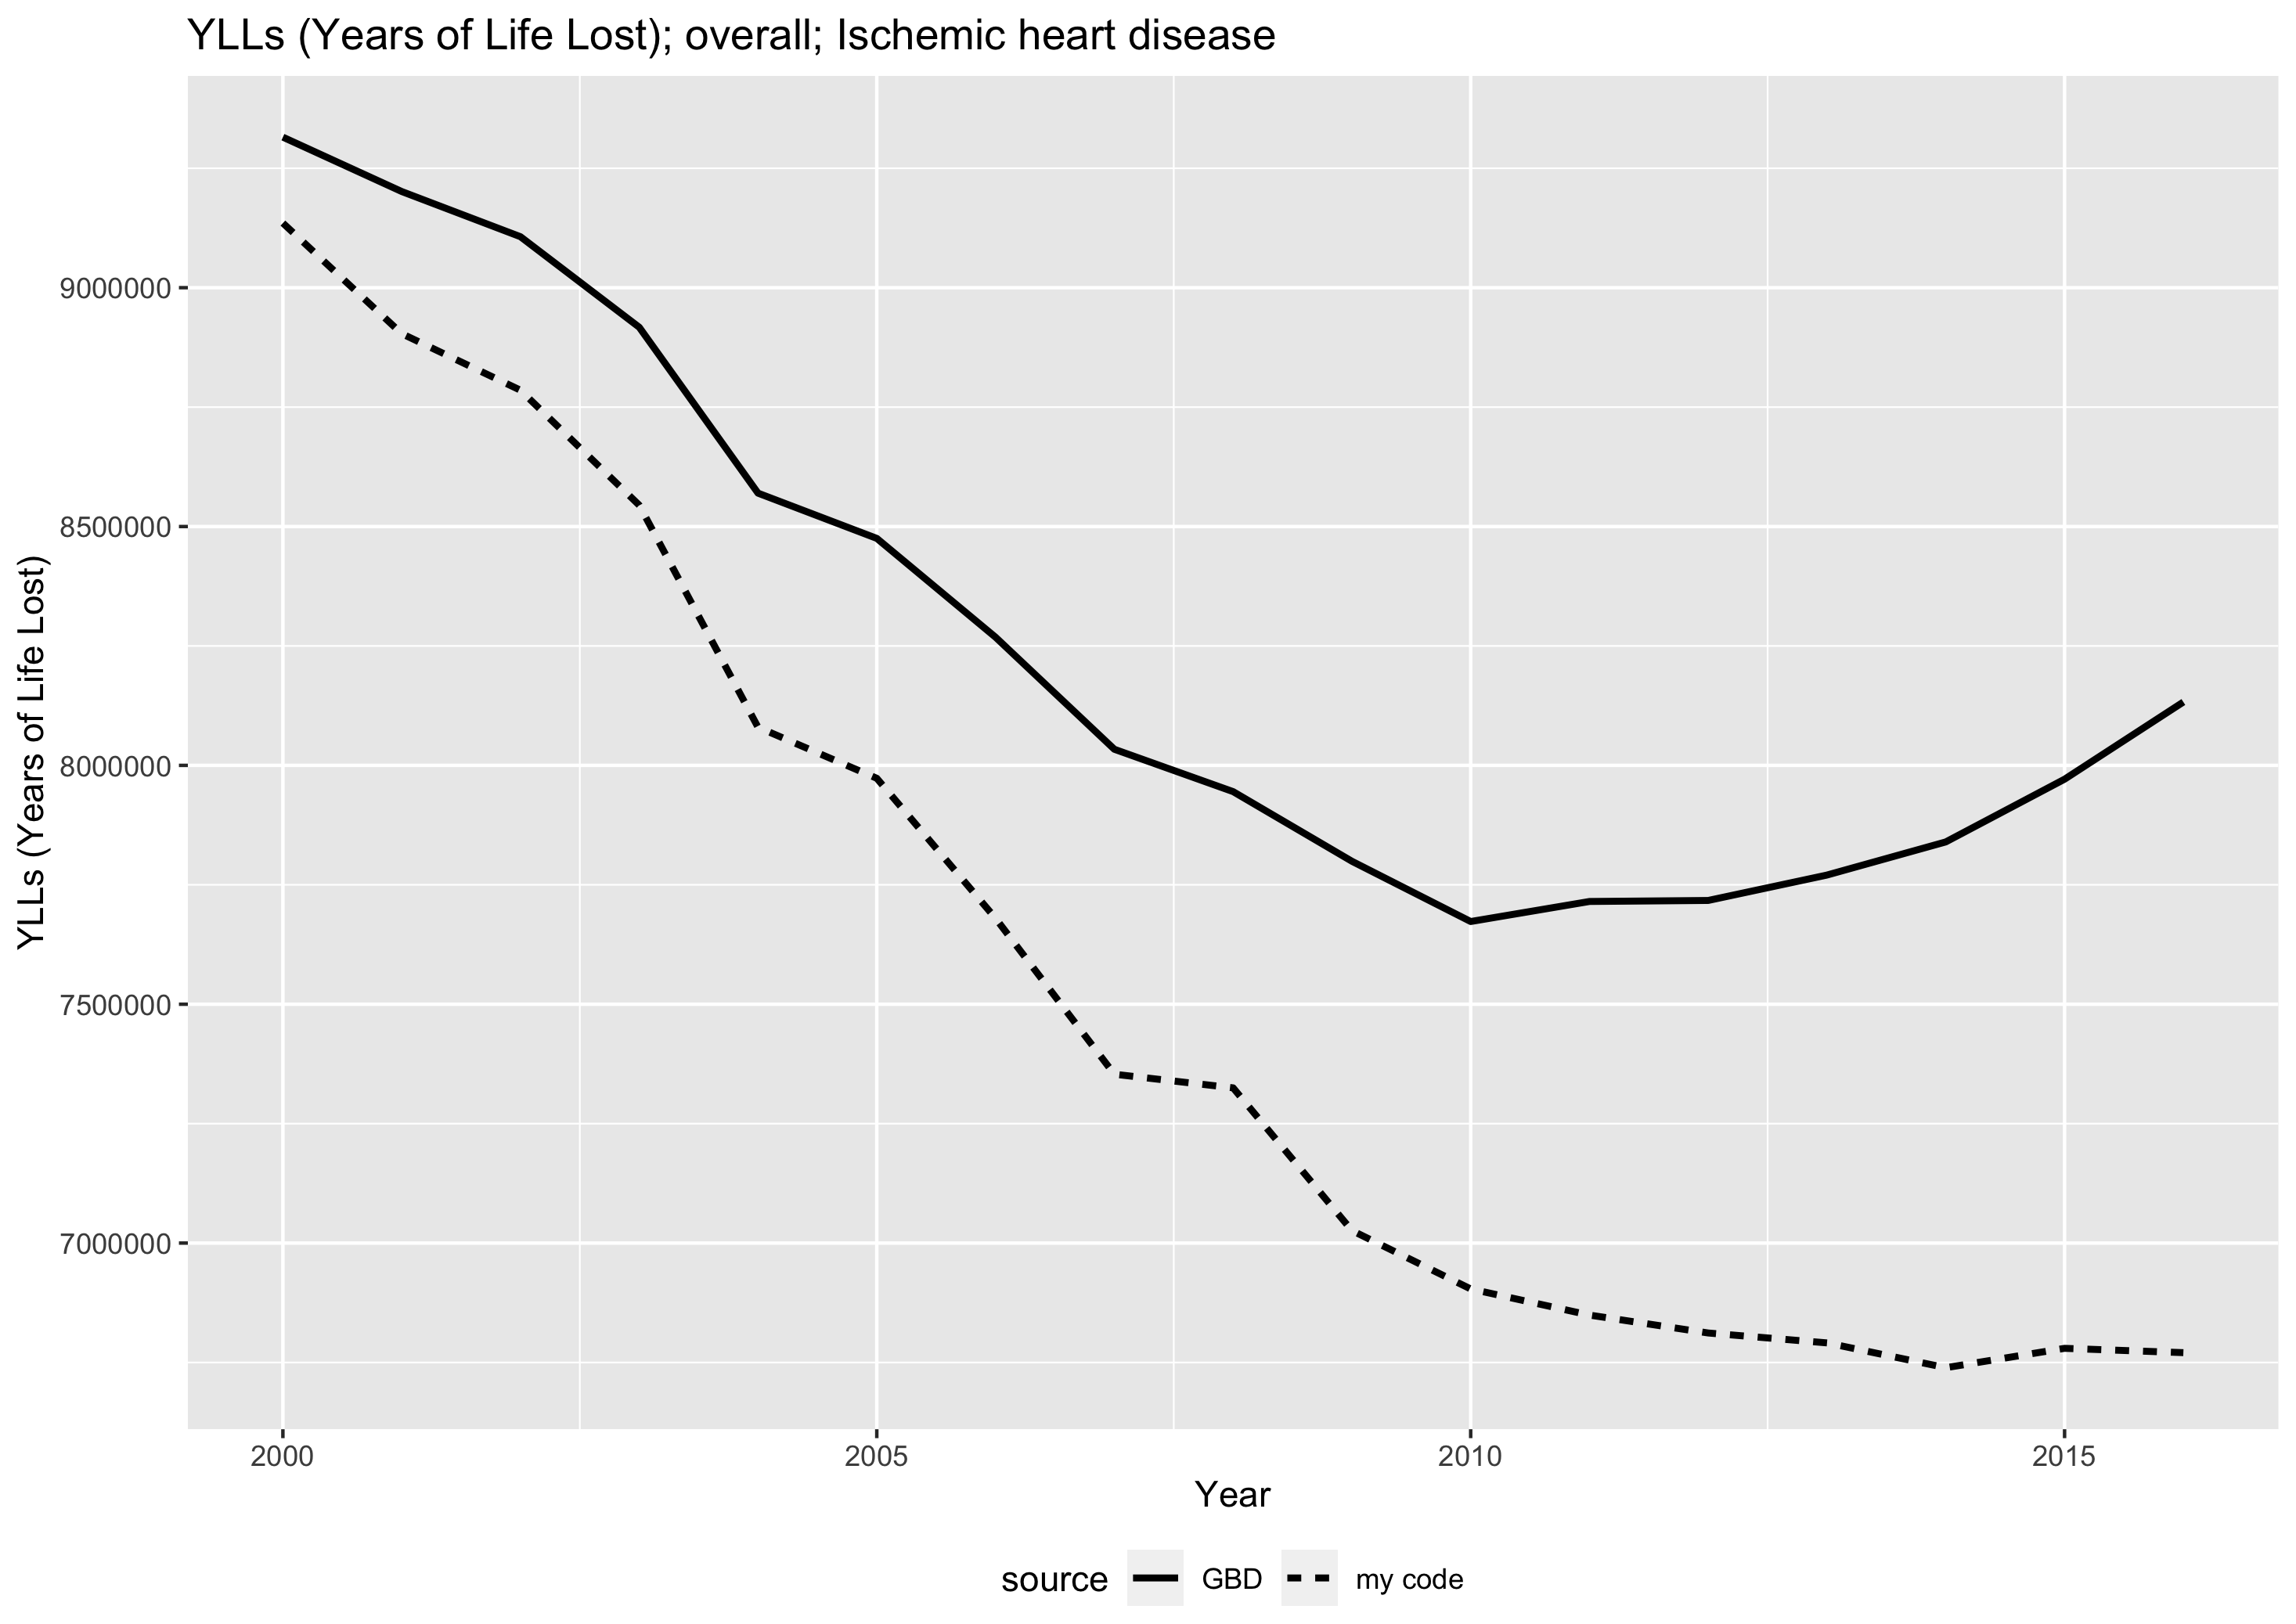 YLLs (Years of Life Lost); overall; Ischemic heart disease
YLLs (Years of Life Lost)
9000000
8500000
8000000
7500000
7000000
2000
2005
2010
2015
Year
source GBD my code